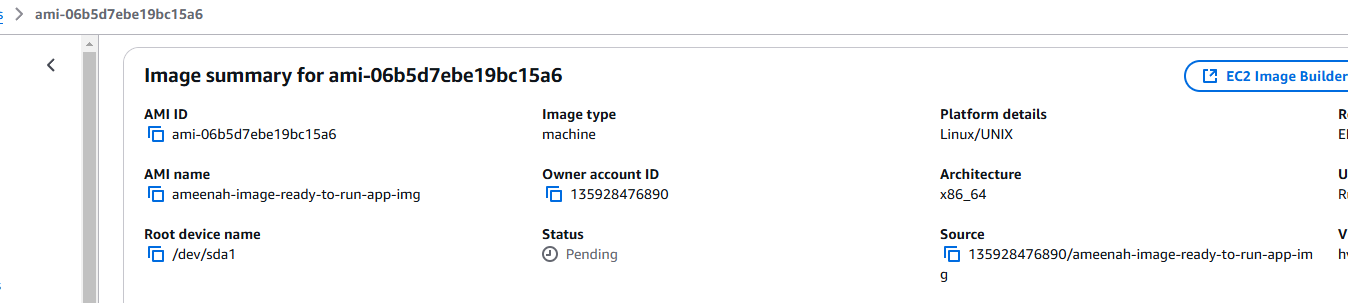 ami-06b5d7ebe19bc15a6
Image summary for ami-06b5d7ebe19bc15a6
EC2 Image Builder
AMI ID
ami-06b5d7ebe19bc15a6
Image type
machine
Platform details
Linux/UNIX
AMI name
ameenah-image-ready-to-run-app-img
Owner account ID
135928476890
Architecture
x86_64
Root device name
/dev/sda1
Status
Pending
Source
135928476890/ameenah-image-ready-to-run-app-im
g